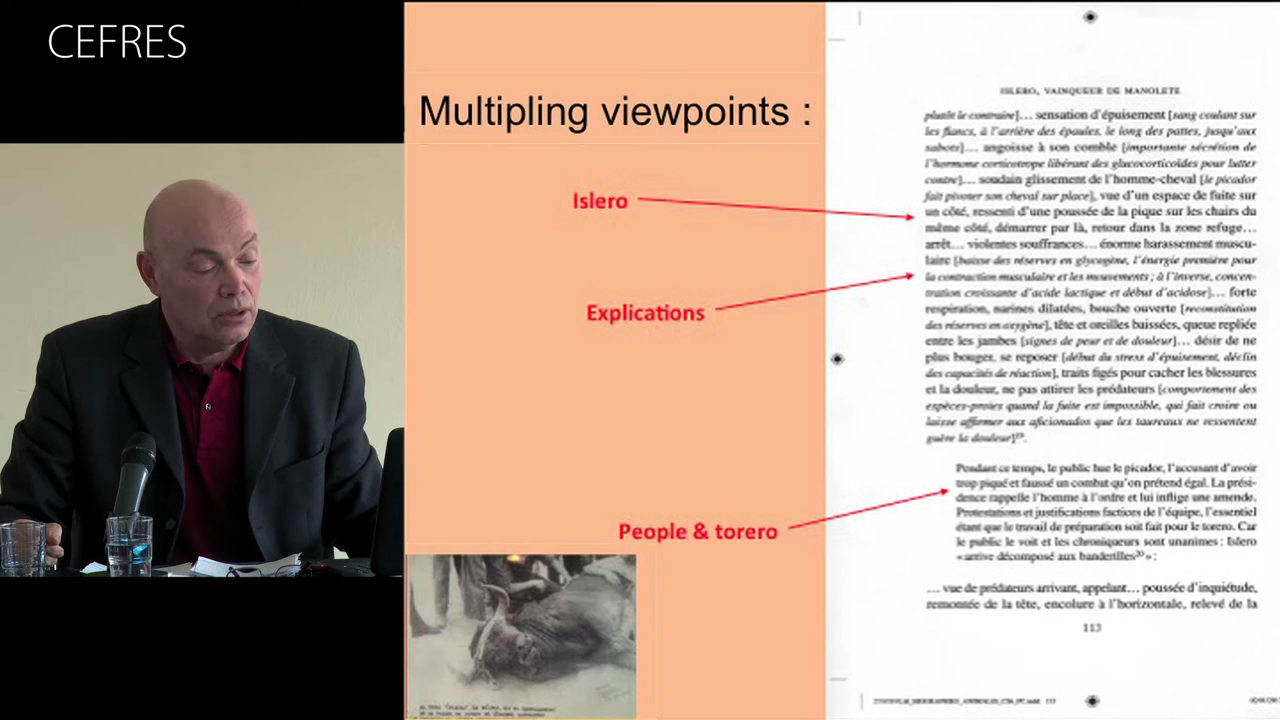 CEFRES
Multipling viewpoints :
Islero
Explications
People & torero
ISLERO, VAINQUEUR DE MANOLETE
plutôt le contraire]… sensation d'épuisement [sang coulant sur
les flancs, à l'arrière des épaules, le long des pattes, jusqu'aux
sabots]… angoisse à son comble [importante sécrétion de
l'hormone corticotrope libérant des glucocorticoïdes pour lutter
contre]… soudain glissement de l'homme-cheval [le picador
fait pivoter son cheval sur place], vue d'un espace de fuite sur
un côté, ressenti d'une poussée de la pique sur les chairs du
même côté, démarrer par là, retour dans la zone refuge…
arrêt… violentes souffrances… énorme harassement muscu-
laire [baisse des réserves en glycogène, l'énergie première pour
la contraction musculaire et les mouvements ; à l'inverse, concen-
tration croissante d'acide lactique et début d'acidose]… forte
respiration, narines dilatées, bouche ouverte [reconstitution
des réserves en oxygène], tête et oreilles baissées, queue repliée
entre les jambes [signes de peur et de douleur]… désir de ne
plus bouger, se reposer [début du stress d'épuisement, déclin
des capacités de réaction], traits figés pour cacher les blessures
et la douleur, ne pas attirer les prédateurs [comportement des
espèces-proies quand la fuite est impossible, qui fait croire ou
laisse affirmer aux aficionados que les taureaux ne ressentent
guère la douleur]¹⁹.
Pendant ce temps, le public hue le picador, l'accusant d'avoir
trop piqué et faussé un combat qu'on prétend égal. La prési-
dence rappelle l'homme à l'ordre et lui inflige une amende.
Protestations et justifications factices de l'équipe, l'essentiel
étant que le travail de préparation soit fait pour le torero. Car
le public le voit et les chroniqueurs sont unanimes : Islero
« arrive décomposé aux banderilles²⁰ » :
… vue de prédateurs arrivant, appelant… poussée d'inquiétude,
remontée de la tête, encolure à l'horizontale, relevé de la
113